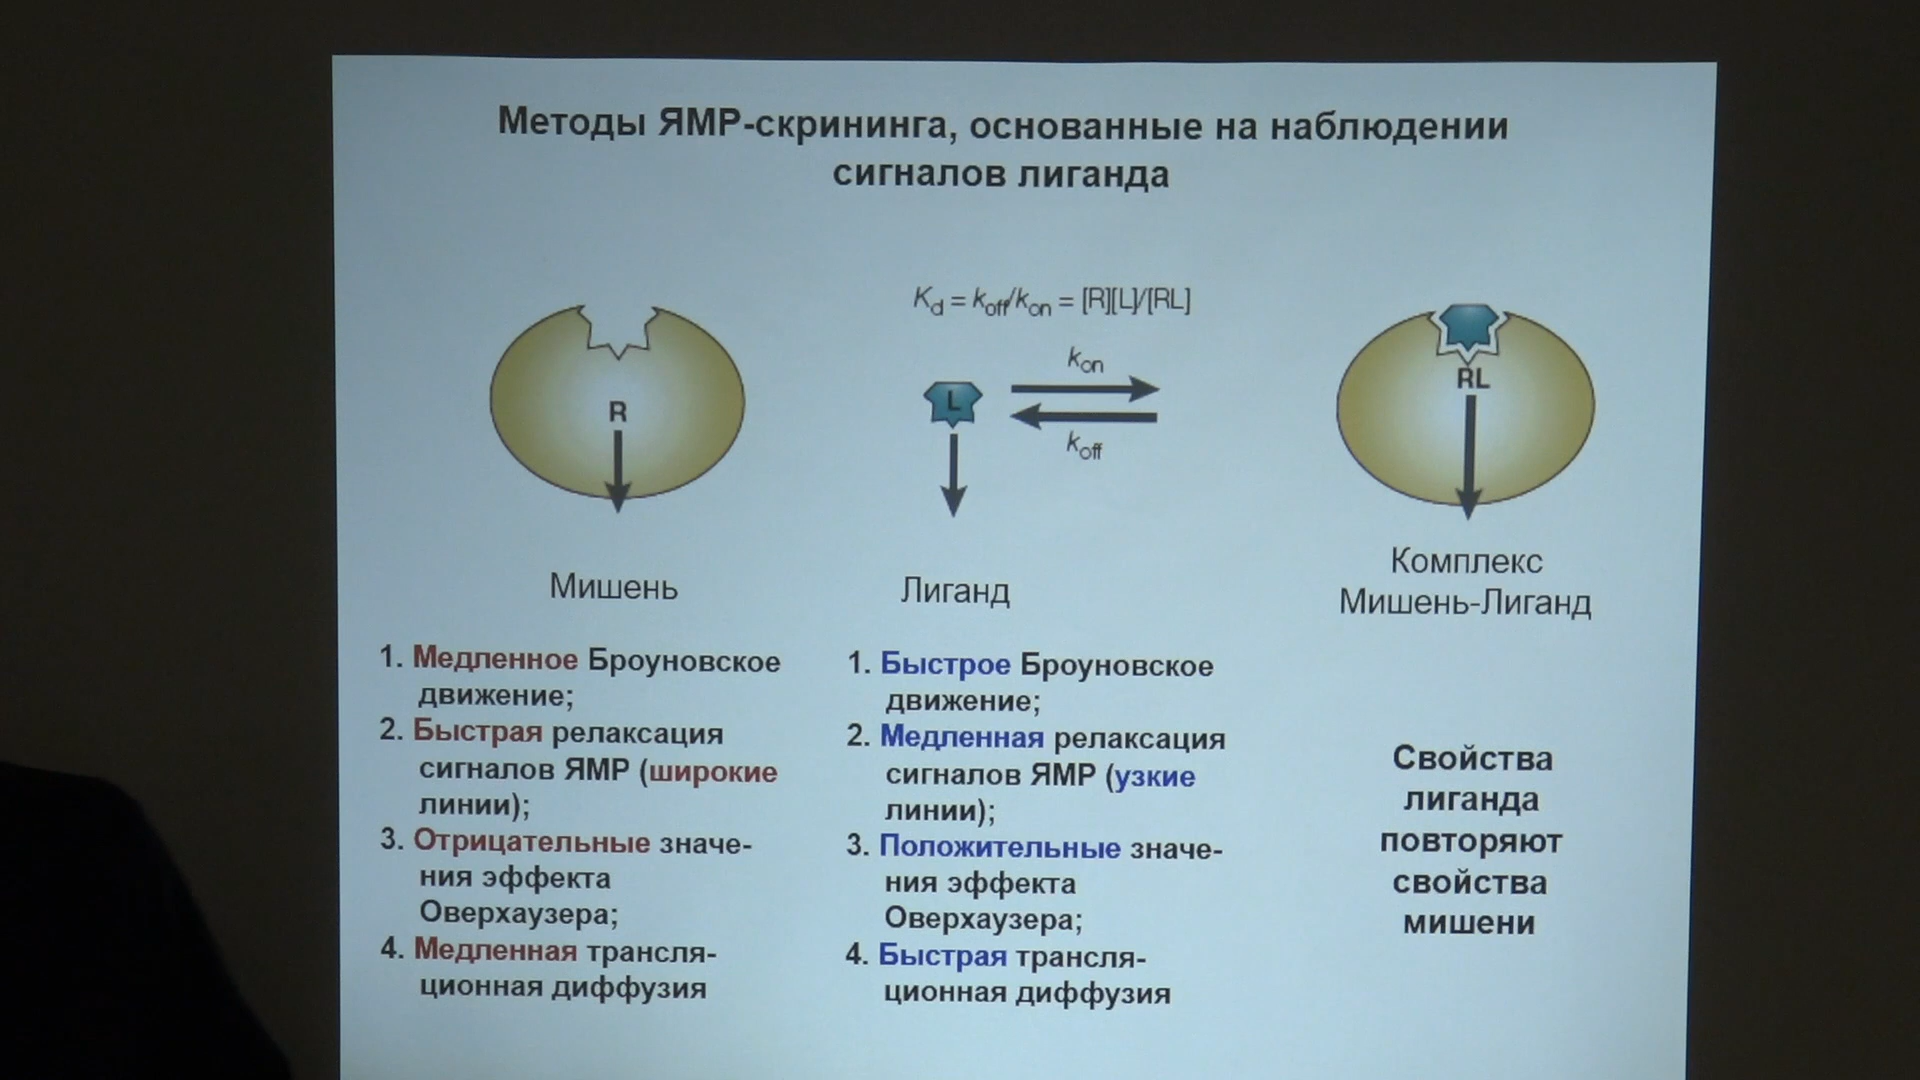 Методы ЯМР-скрининга, основанные на наблюдении
сигналов лиганда
Kd = koff/kon = [R][L]/[RL]
kon
koff
R
L
RL
Мишень
Лиганд
Комплекс
Мишень-Лиганд
1. Медленное Броуновское
движение;
2. Быстрая релаксация
сигналов ЯМР (широкие
линии);
3. Отрицательные значе-
ния эффекта
Оверхаузера;
4. Медленная трансля-
ционная диффузия
1. Быстрое Броуновское
движение;
2. Медленная релаксация
сигналов ЯМР (узкие
линии);
3. Положительные значе-
ния эффекта
Оверхаузера;
4. Быстрая трансля-
ционная диффузия
Свойства
лиганда
повторяют
свойства
мишени